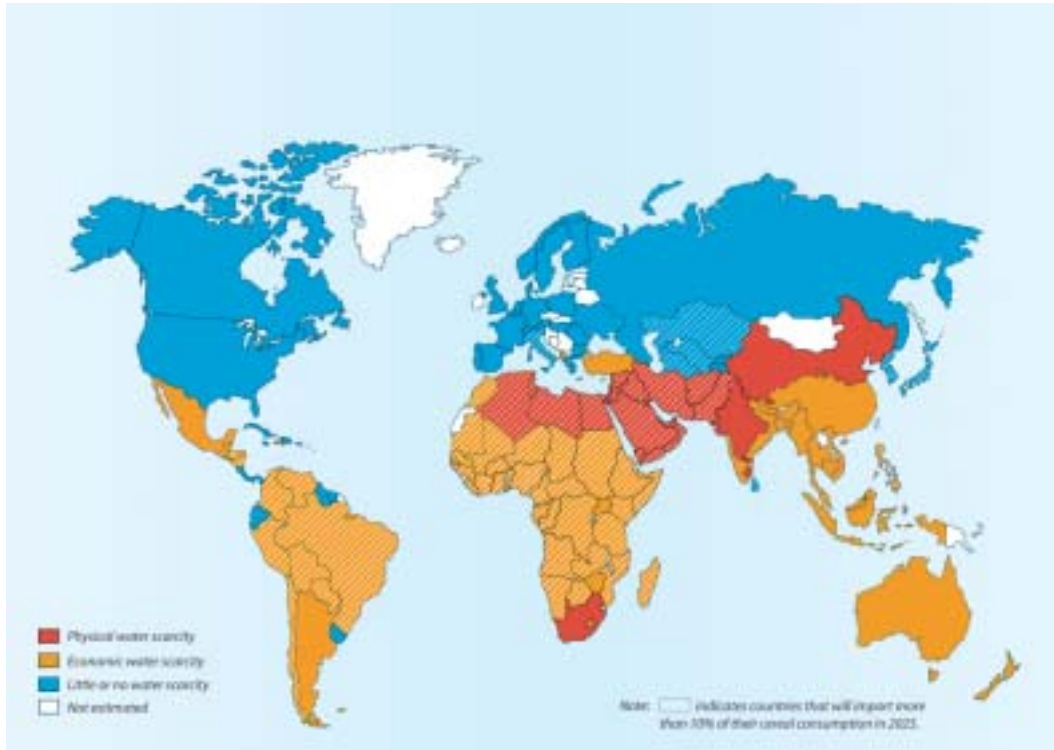 Physical water scarcity
Economic water scarcity
Little or no water scarcity
Not estimated
Note: indicates countries that will import more
than 10% of their cereal consumption in 2025.